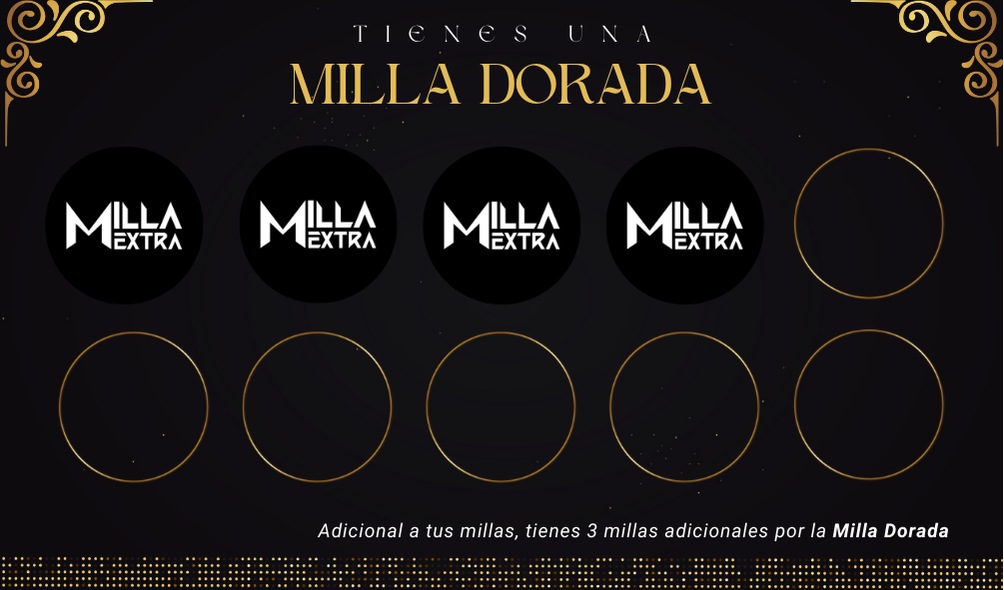 TIENES UNA
MILLA DORADA
MILLA EXTRA
MILLA EXTRA
MILLA EXTRA
MILLA EXTRA
Adicional a tus millas, tienes 3 millas adicionales por la Milla Dorada